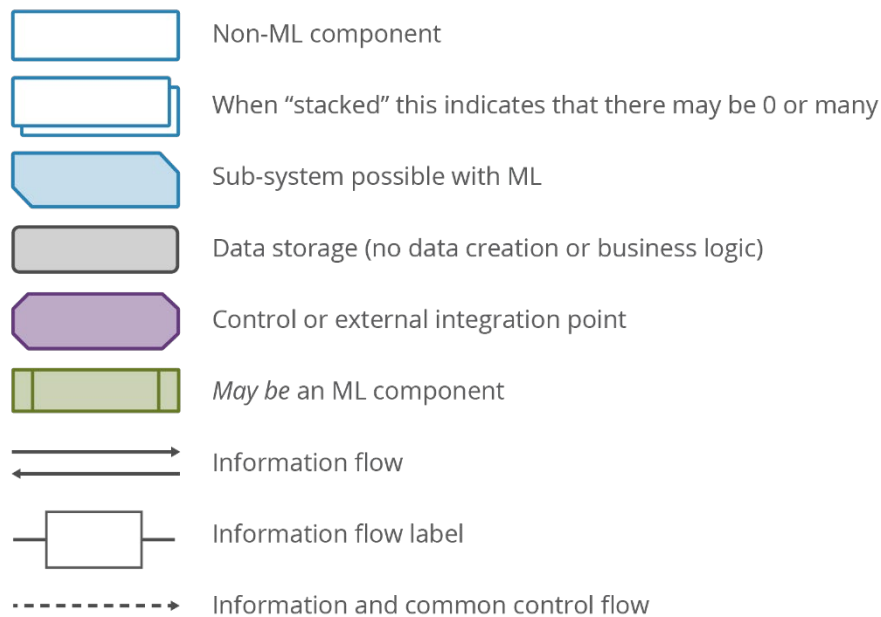 Non-ML component
When “stacked” this indicates that there may be 0 or many
Sub-system possible with ML
Data storage (no data creation or business logic)
Control or external integration point
May be an ML component
Information flow
Information flow label
Information and common control flow